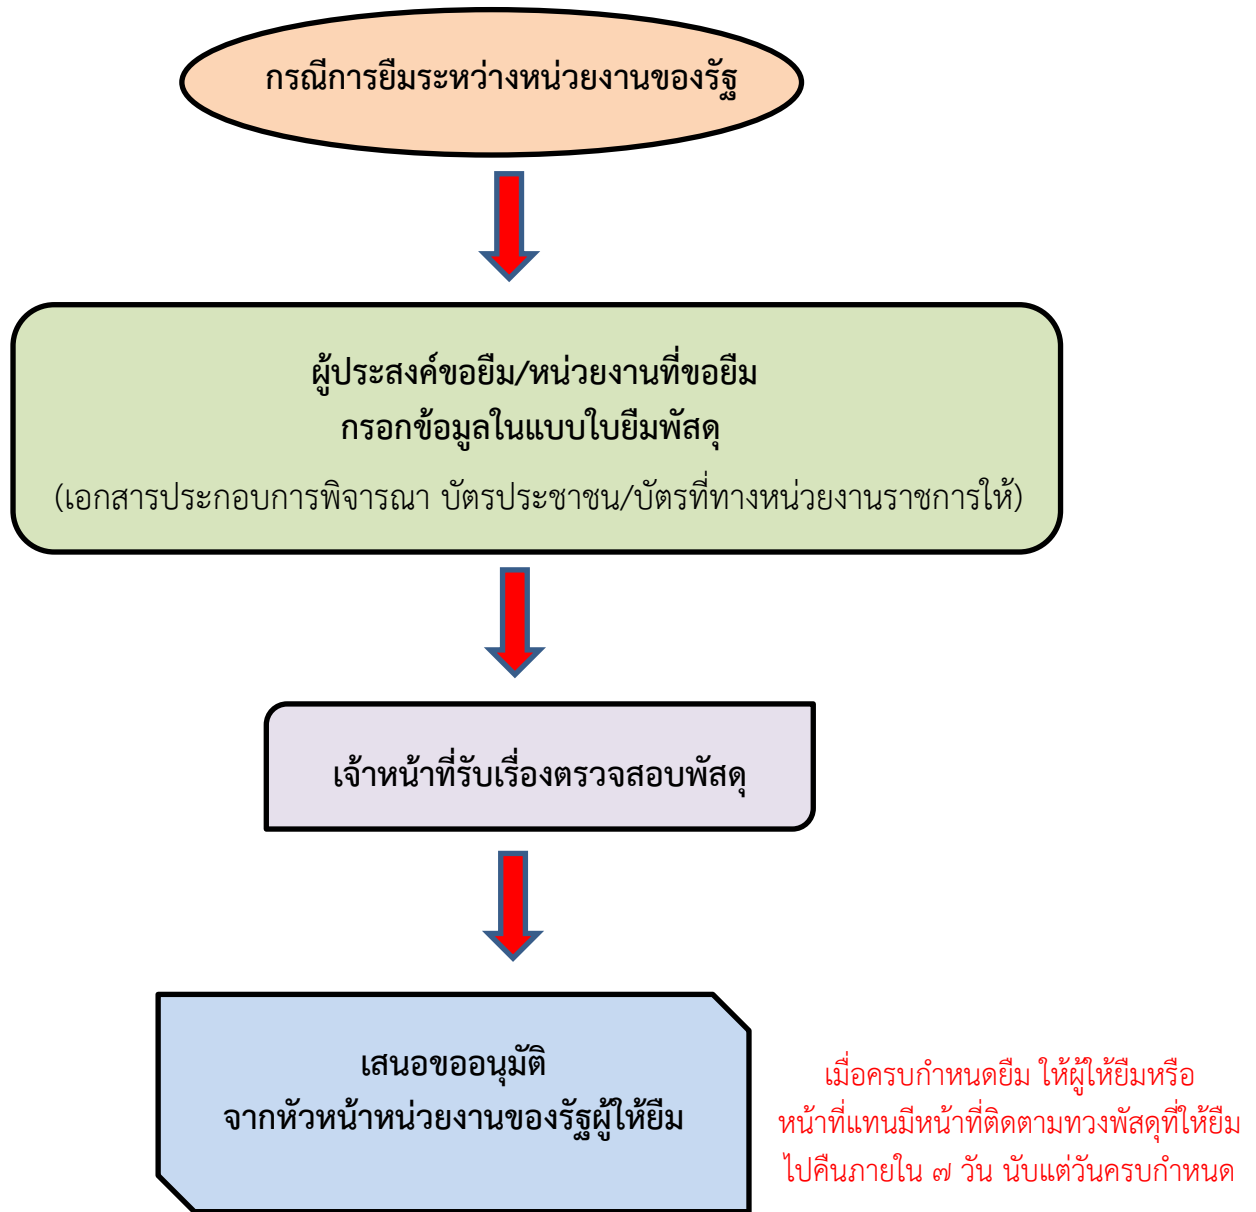 กรณีการยืมระหว่างหน่วยงานของรัฐ
ผู้ประสงค์ขอยืม/หน่วยงานที่ขอยืม
กรอกข้อมูลในแบบใบยืมพัสดุ
(เอกสารประกอบการพิจารณา บัตรประชาชน/บัตรที่ทางหน่วยงานราชการให้)
เจ้าหน้าที่รับเรื่องตรวจสอบพัสดุ
เสนอขออนุมัติ
จากหัวหน้าหน่วยงานของรัฐผู้ให้ยืม
เมื่อครบกำหนดยืม ให้ผู้ให้ยืมหรือ
หน้าที่แทนมีหน้าที่ติดตามทวงพัสดุที่ให้ยืม
ไปคืนภายใน ๗ วัน นับแต่วันครบกำหนด